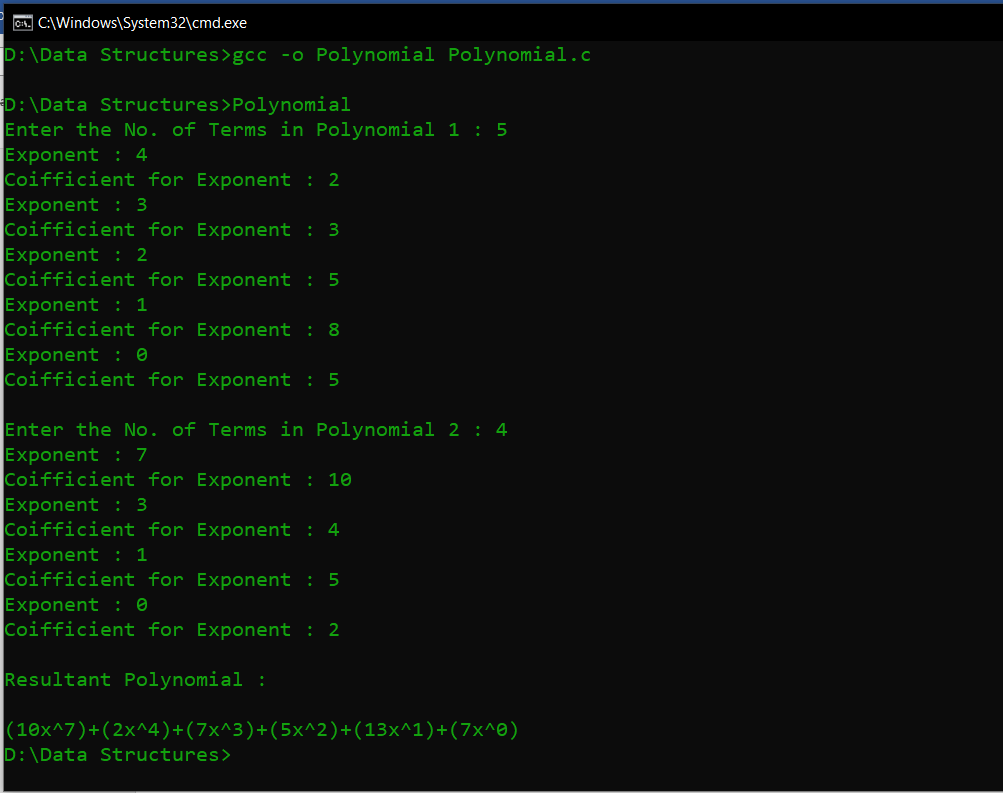 C:\Windows\System32\cmd.exe
D:\Data Structures>gcc -o Polynomial Polynomial.c
D:\Data Structures>Polynomial
Enter the No. of Terms in Polynomial 1 : 5
Exponent : 4
Coifficient for Exponent : 2
Exponent : 3
Coifficient for Exponent : 3
Exponent : 2
Coifficient for Exponent : 5
Exponent : 1
Coifficient for Exponent : 8
Exponent : 0
Coifficient for Exponent : 5
Enter the No. of Terms in Polynomial 2 : 4
Exponent : 7
Coifficient for Exponent : 10
Exponent : 3
Coifficient for Exponent : 4
Exponent : 1
Coifficient for Exponent : 5
Exponent : 0
Coifficient for Exponent : 2
Resultant Polynomial :
(10x^7)+(2x^4)+(7x^3)+(5x^2)+(13x^1)+(7x^0)
D:\Data Structures>